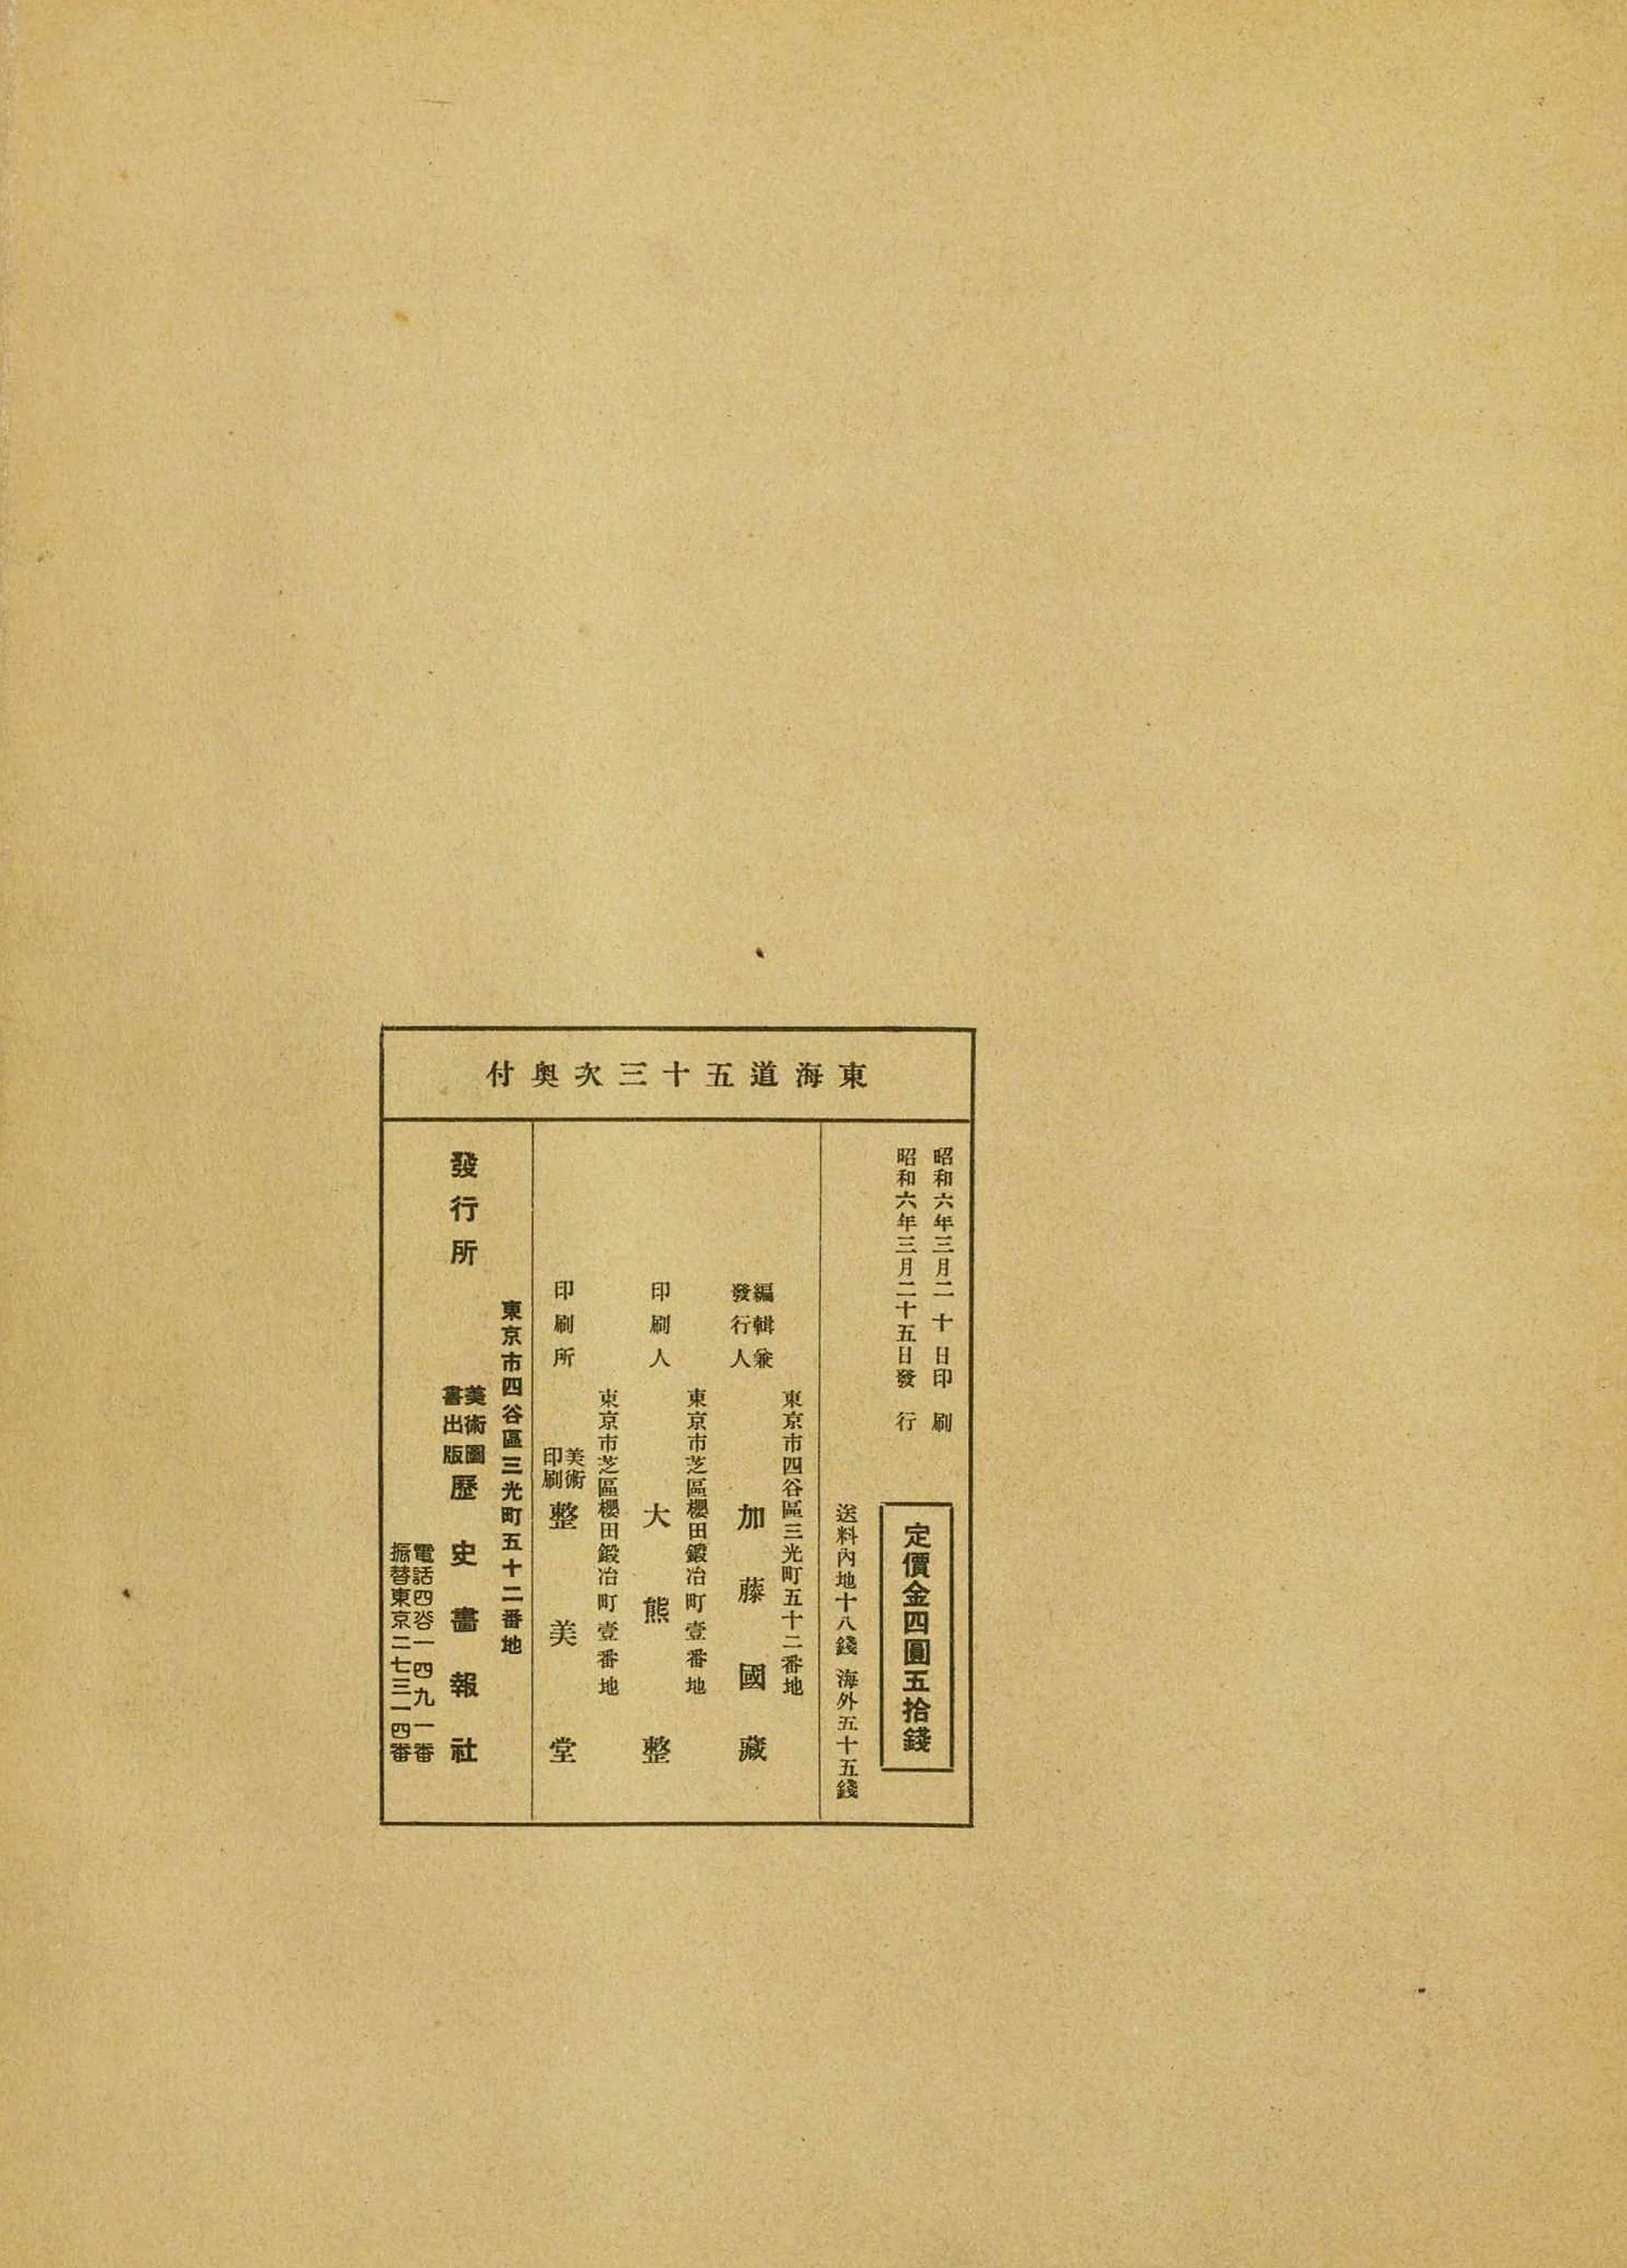 東海道五十三次奥付
昭和六年三月二十日印刷
昭和六年三月二十五日發行
定價金四圓五拾錢
送料內地十八錢 海外五十五錢
東京市四谷區三光町五十二番地
編輯兼
發行人
加藤國藏
東京市芝區櫻田鍛冶町壹番地
印刷人
大熊整
東京市芝區櫻田鍛冶町壹番地
印刷所
美術
印刷
整美堂
東京市四谷區三光町五十二番地
發行所
美術圖
書出版
歷史畵報社
電話四谷一四九一番
振替東京二七三一四番